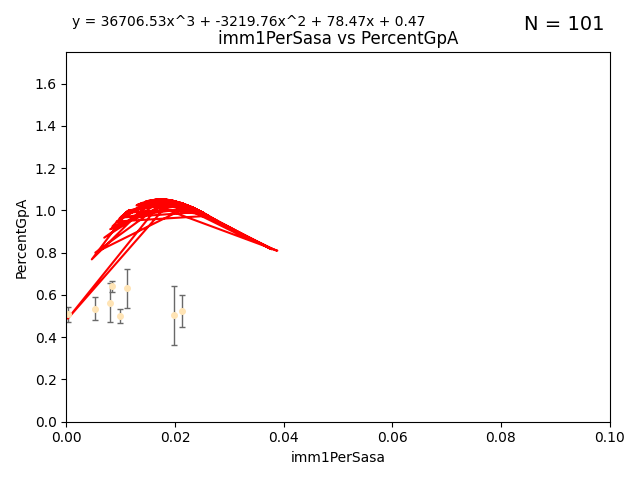 y = 36706.53x^3 + -3219.76x^2 + 78.47x + 0.47
N = 101
imm1PerSasa vs PercentGpA
PercentGpA
1.6
1.4
1.2
1.0
0.8
0.6
0.4
0.2
0.0
0.00 0.02 0.04 0.06 0.08 0.10
imm1PerSasa